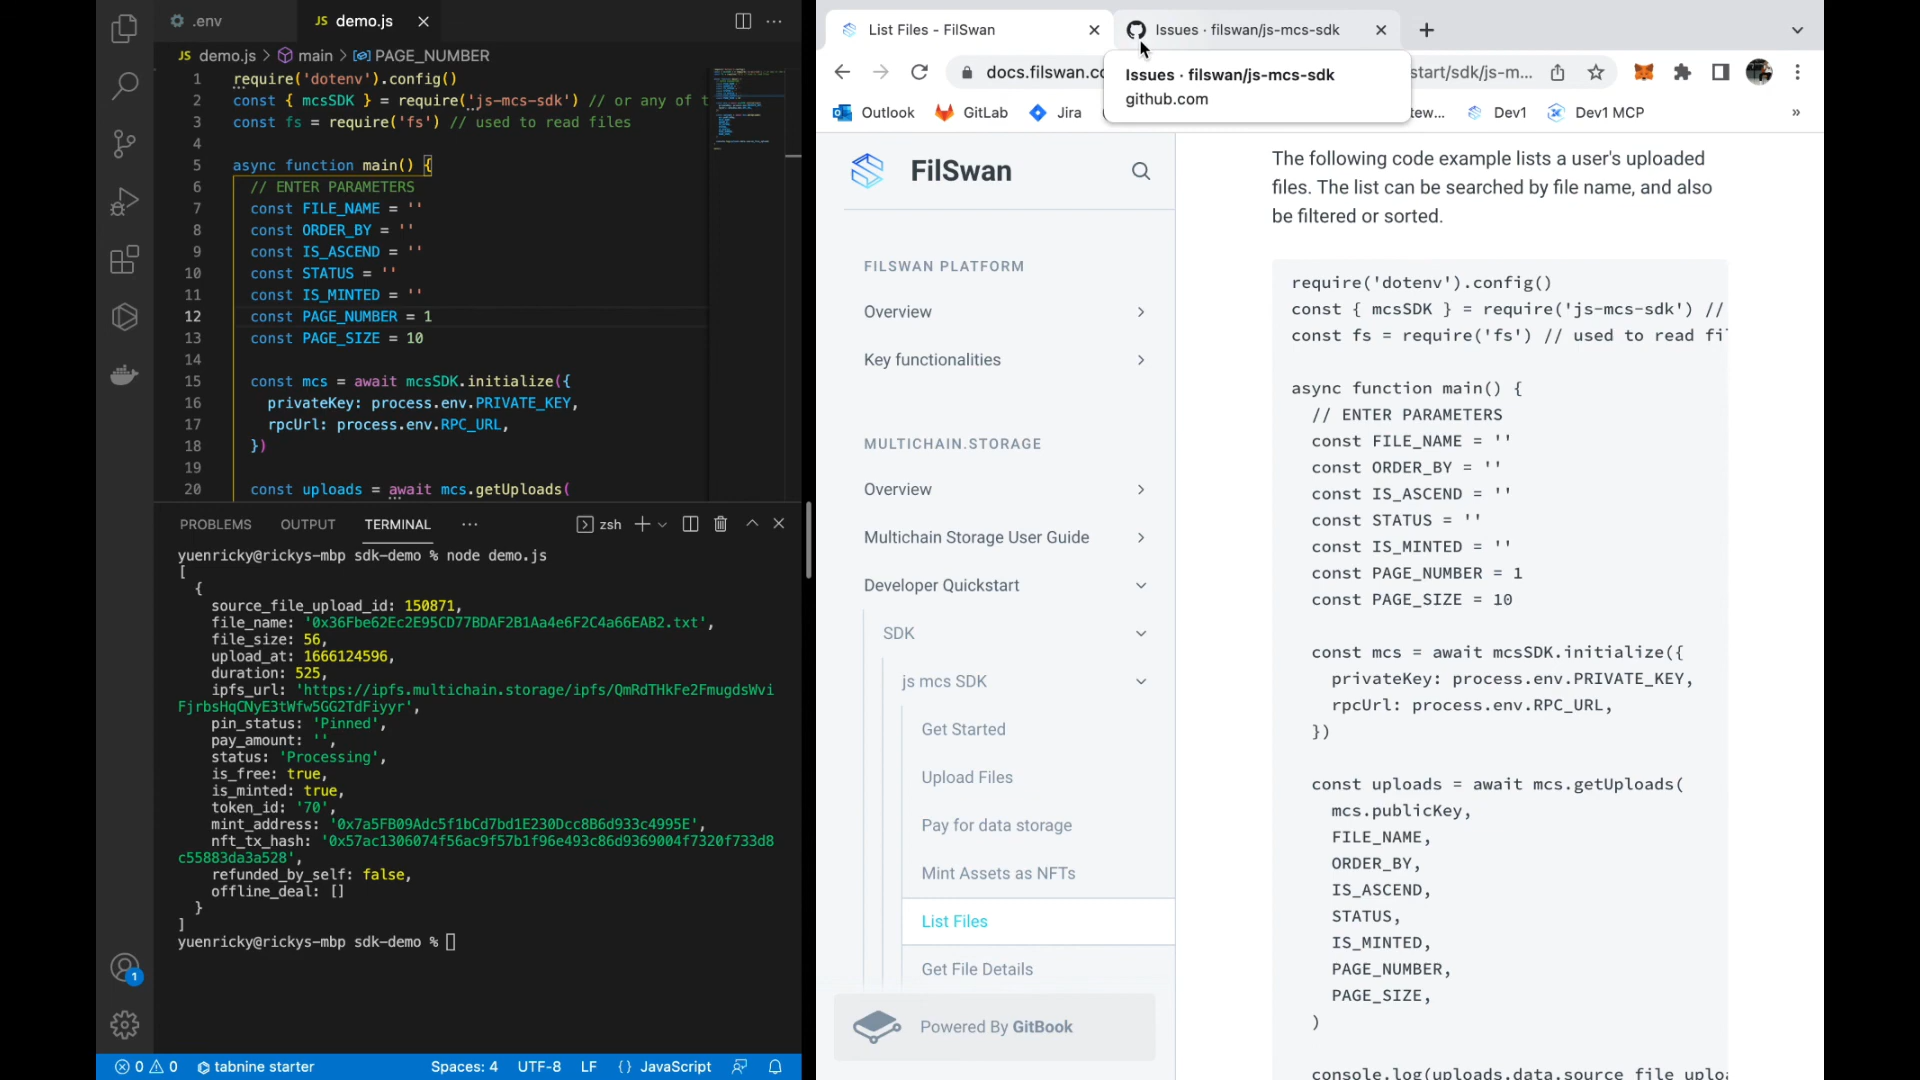 .env
JS demo.js
JS demo.js > main > PAGE_NUMBER
1 require('dotenv').config()
2 const { mcsSDK } = require('js-mcs-sdk') // or any of t
3 const fs = require('fs') // used to read files
4
5 async function main() {
6 // ENTER PARAMETERS
7 const FILE_NAME = ''
8 const ORDER_BY = ''
9 const IS_ASCEND = ''
10 const STATUS = ''
11 const IS_MINTED = ''
12 const PAGE_NUMBER = 1
13 const PAGE_SIZE = 10
14
15 const mcs = await mcsSDK.initialize({
16 privateKey: process.env.PRIVATE_KEY,
17 rpcUrl: process.env.RPC_URL,
18 })
19
20 const uploads = await mcs.getUploads(
PROBLEMS OUTPUT TERMINAL zsh
yuenricky@rickys-mbp sdk-demo % node demo.js
[
{
source_file_upload_id: 150871,
file_name: '0x36Fbe62Ec2E95CD77BDAF2B1Aa4e6F2C4a66EAB2.txt',
file_size: 56,
upload_at: 1666124596,
duration: 525,
ipfs_url: 'https://ipfs.multichain.storage/ipfs/QmRdTHkFe2FmugdsWvi
FjrbsHqCNyE3tWfw5GG2TdFiyyr',
pin_status: 'Pinned',
pay_amount: '',
status: 'Processing',
is_free: true,
is_minted: true,
token_id: '70',
mint_address: '0x7a5FB09Adc5f1bCd7bd1E230Dcc8B6d933c4995E',
nft_tx_hash: '0x57ac1306074f56ac9f57b1f96e493c86d9369004f7320f733d8
c55883da3a528',
refunded_by_self: false,
offline_deal: []
}
]
yuenricky@rickys-mbp sdk-demo %
1
0 0 tabnine starter Spaces: 4 UTF-8 LF {} JavaScript
List Files - FilSwan
Issues · filswan/js-mcs-sdk
docs.filswan.co
start/sdk/js-m...
Issues · filswan/js-mcs-sdk
github.com
Outlook GitLab Jira tew... Dev1 Dev1 MCP »
FilSwan
FILSWAN PLATFORM
Overview
Key functionalities
MULTICHAIN.STORAGE
Overview
Multichain Storage User Guide
Developer Quickstart
SDK
js mcs SDK
Get Started
Upload Files
Pay for data storage
Mint Assets as NFTs
List Files
Get File Details
Powered By GitBook
The following code example lists a user's uploaded
files. The list can be searched by file name, and also
be filtered or sorted.
require('dotenv').config()
const { mcsSDK } = require('js-mcs-sdk') //
const fs = require('fs') // used to read fi
async function main() {
// ENTER PARAMETERS
const FILE_NAME = ''
const ORDER_BY = ''
const IS_ASCEND = ''
const STATUS = ''
const IS_MINTED = ''
const PAGE_NUMBER = 1
const PAGE_SIZE = 10
const mcs = await mcsSDK.initialize({
privateKey: process.env.PRIVATE_KEY,
rpcUrl: process.env.RPC_URL,
})
const uploads = await mcs.getUploads(
mcs.publicKey,
FILE_NAME,
ORDER_BY,
IS_ASCEND,
STATUS,
IS_MINTED,
PAGE_NUMBER,
PAGE_SIZE,
)
console.log(uploads.data.source_file_uploa